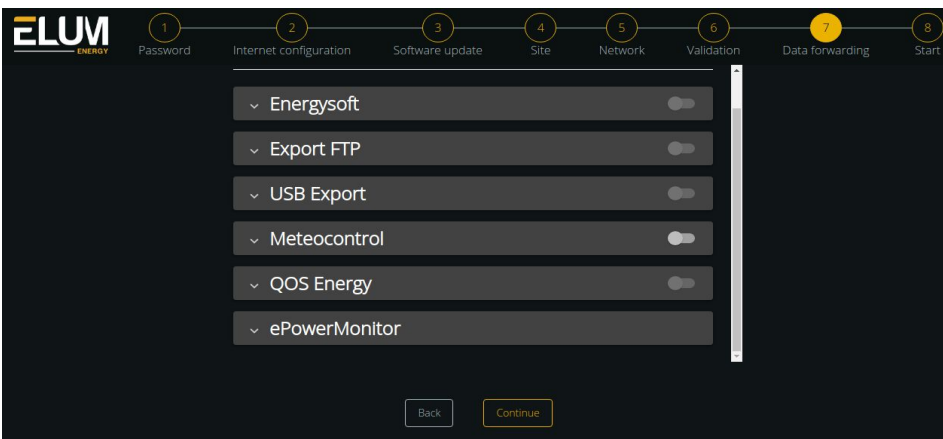 ELUM
ENERGY
1 2 3 4 5 6 7 8
Password Internet configuration Software update Site Network Validation Data forwarding Start
Energysoft
Export FTP
USB Export
Meteocontrol
QOS Energy
ePowerMonitor
Back Continue